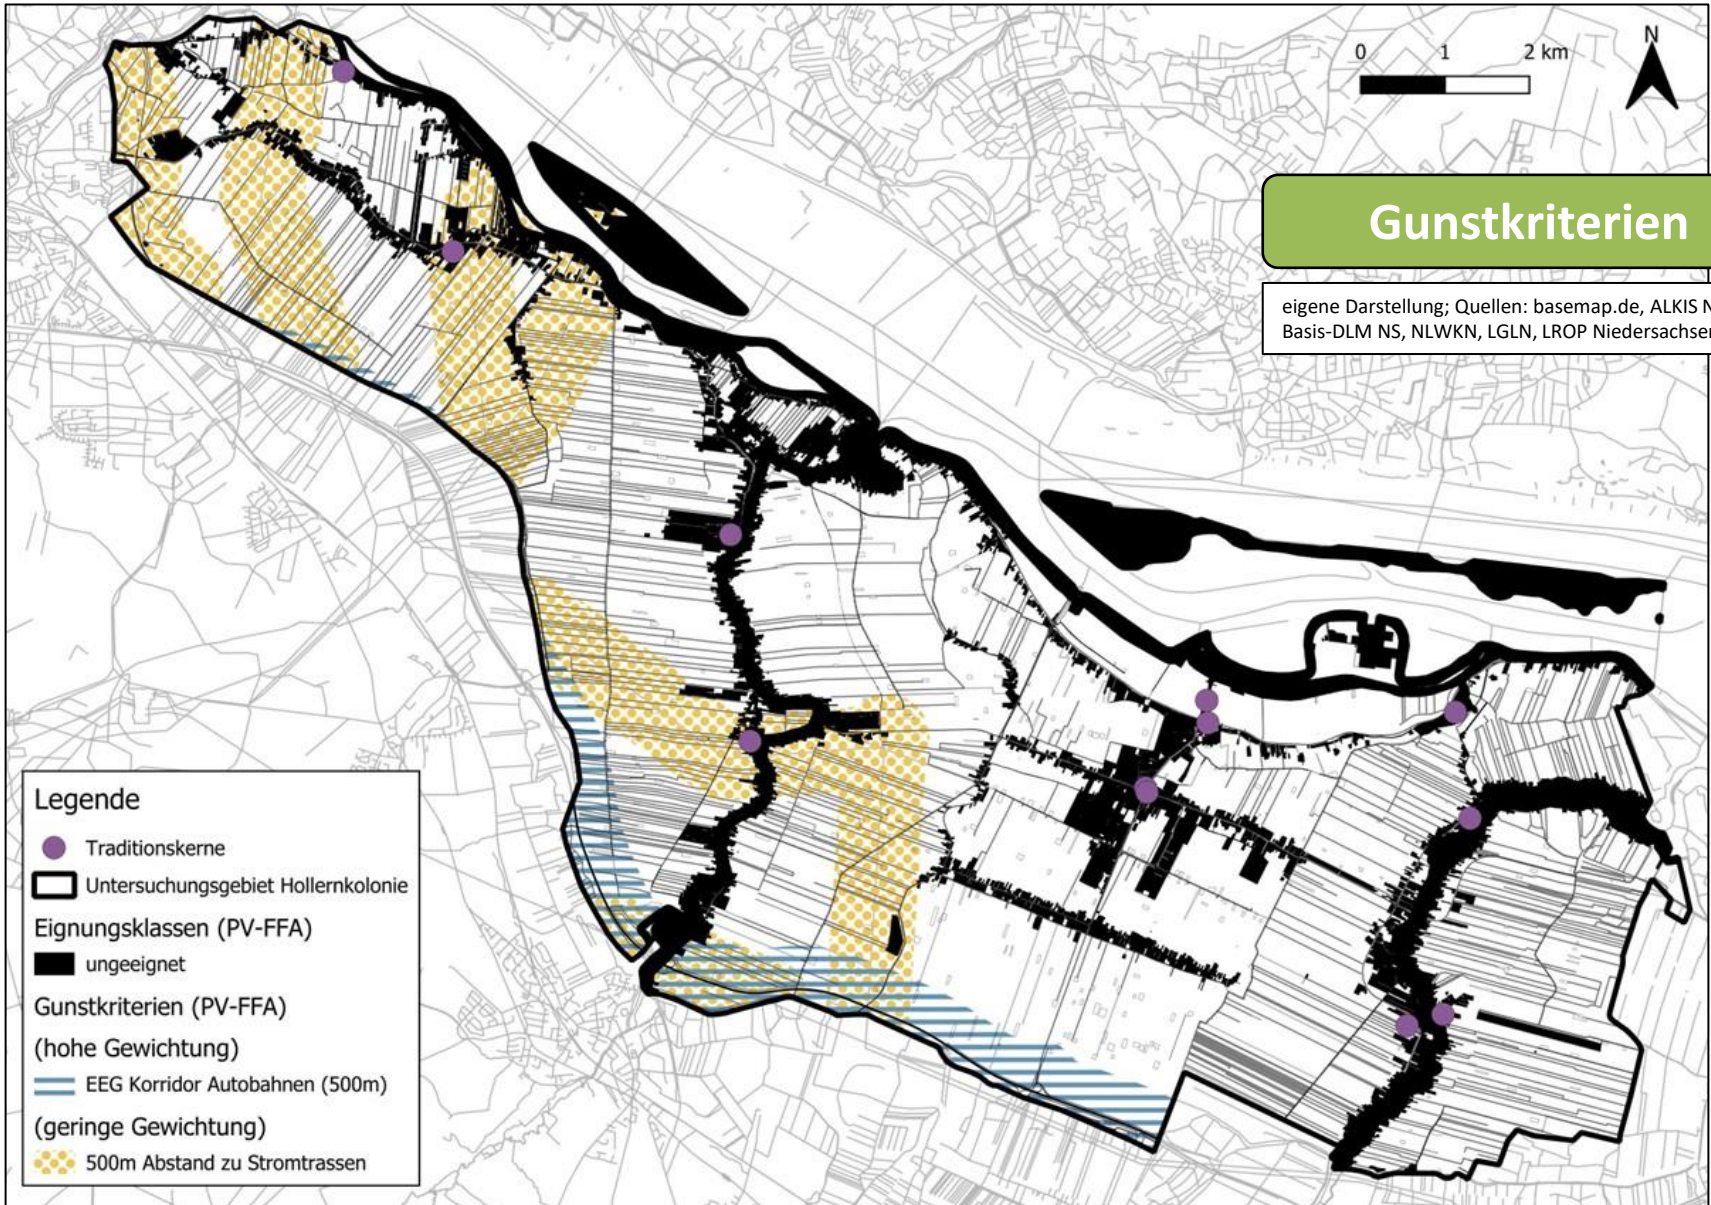 0 1 2 km
N
Gunstkriterien
eigene Darstellung; Quellen: basemap.de, ALKIS N
Basis-DLM NS, NLWKN, LGLN, LROP Niedersachse
Legende
Traditionskerne
Untersuchungsgebiet Hollernkolonie
Eignungsklassen (PV-FFA)
ungeeignet
Gunstkriterien (PV-FFA)
(hohe Gewichtung)
EEG Korridor Autobahnen (500m)
(geringe Gewichtung)
500m Abstand zu Stromtrassen